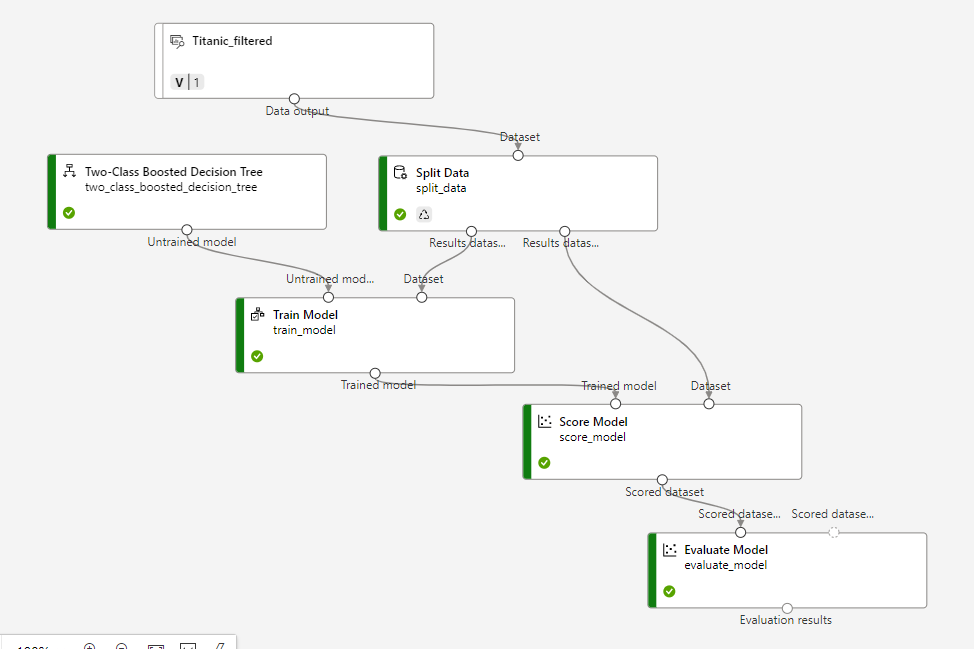 Titanic_filtered
V | 1
Data output
Dataset
Two-Class Boosted Decision Tree
two_class_boosted_decision_tree
Split Data
split_data
Untrained model
Results datas...
Results datas...
Untrained mod...
Dataset
Train Model
train_model
Trained model
Trained model
Dataset
Score Model
score_model
Scored dataset
Scored datase...
Scored datase...
Evaluate Model
evaluate_model
Evaluation results